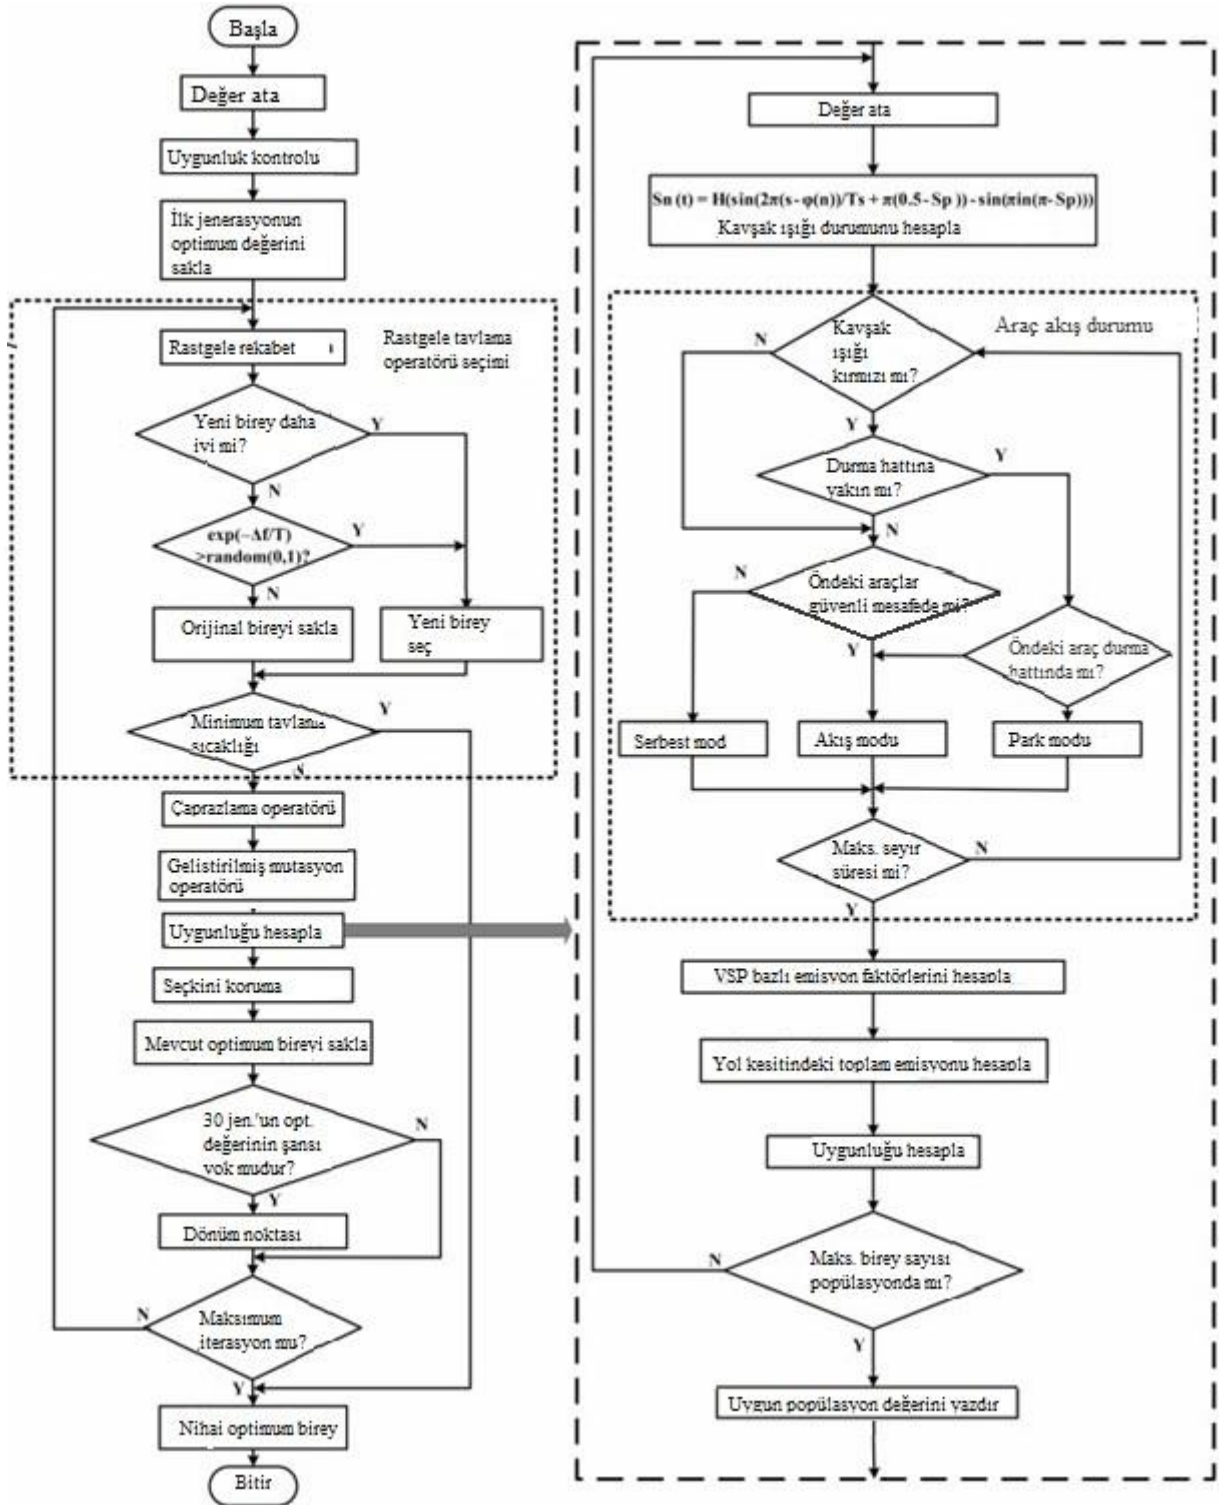 Başla
Değer ata
Uygunluk kontrolu
İlk jenerasyonun
optimum değerini
sakla
Rastgele rekabet
Rastgele tavlama
operatörü seçimi
Yeni birey daha
ivi mi?
Y
N
exp(−Δf/T)
>random(0,1)?
Y
N
Orijinal bireyi sakla
Yeni birey
seç
Minimum tavlama
sıcaklığı
Y
N
Çaprazlama operatörü
Gelistirilmiş mutasyon
operatörü
Uygunluğu hesapla
Seçkini koruma
Mevcut optimum bireyi sakla
30 jen.'un opt.
değerinin şansı
vok mudur?
N
Y
Dönüm noktası
Maksimum
iterasyon mu?
N
Y
Nihai optimum birey
Bitir
Değer ata
Sn (t) = H(sin(2π(s - φ(n))/Ts + π(0.5 - Sp )) - sin(πin(π- Sp)))
Kavşak ışığı durumunu hesapla
Araç akış durumu
Kavşak
ışığı
kırmızı mı?
N
Y
Durma hattına
vakın mı?
Y
N
Öndeki araçlar
güvenli mesafede mi?
N
Y
Öndeki araç durma
hattında mı?
Y
Serbest mod
Akış modu
Park modu
Maks. seyir
süresi mi?
N
Y
VSP bazlı emisyon faktörlerini hesapla
Yol kesitindeki toplam emisyonu hesapla
Uygunluğu hesapla
Maks. birey sayısı
popülasyonda mı?
N
Y
Uygun popülasyon değerini yazdır